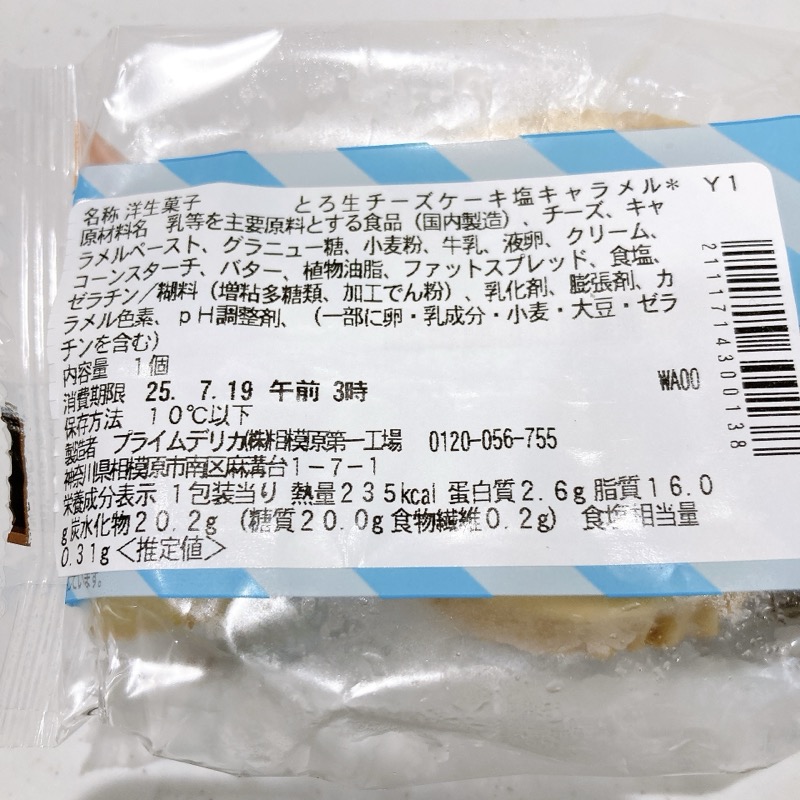 名称 洋生菓子 とろ生チーズケーキ塩キャラメル* Y1
原材料名 乳等を主要原料とする食品（国内製造）、チーズ、キャ
ラメルペースト、グラニュー糖、小麦粉、牛乳、液卵、クリーム、
コーンスターチ、バター、植物油脂、ファットスプレッド、食塩、
ゼラチン／糊料（増粘多糖類、加工でん粉）、乳化剤、膨張剤、カ
ラメル色素、ｐＨ調整剤、（一部に卵・乳成分・小麦・大豆・ゼラ
チンを含む）
内容量 1個
消費期限 25. 7.19 午前 3時
WA00
保存方法 10℃以下
製造者 プライムデリカ㈱相模原第一工場 0120-056-755
神奈川県相模原市南区麻溝台1-7-1
栄養成分表示 1包装当り 熱量235kcal 蛋白質2.6g 脂質16.0
g 炭水化物20.2g （糖質20.0g 食物繊維0.2g） 食塩相当量
0.31g＜推定値＞
2111714300138
しています。